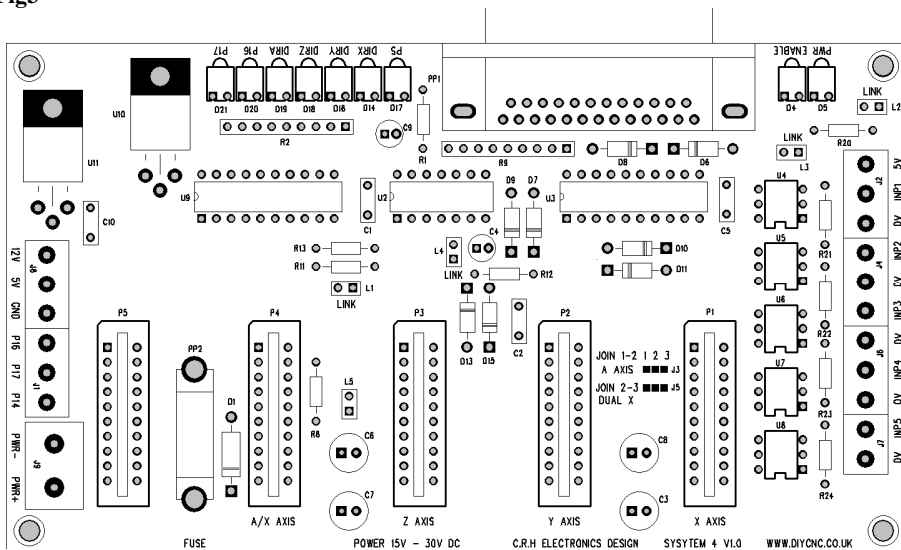 Fig3
P17 P16 DIRA DIRZ DIRY DIRX P5
PP1
ENABLE PWR
D21 D20 D19 D18 D16 D14 D17
D4 D5
LINK
L2
U10
U11
R2
C9
R1
R9
D8
D6
LINK
L3
R20
C10
U9
C1
U2
D9 D7
U3
C5
U4
R21
5V
INP1
0V
J2
12V
5V
GND
J8
R13
R11
LINK
L1
L4
LINK
C4
R12
D10
D11
U5
R22
INP2
0V
INP3
J4
P16
P17
P14
J1
P5
PP2
P4
P3
D13 D15
C2
P2
JOIN 1-2 1 2 3
A AXIS J3
JOIN 2-3 J5
DUAL X
P1
U6
U7
R23
0V
INP4
0V
J6
PWR -
PWR+
J9
D1
R8
L5
C6
C7
C8
C3
U8
R24
INP5
0V
J7
A/X AXIS
Z AXIS
Y AXIS
X AXIS
FUSE
POWER 15V - 30V DC
C.R.H ELECTRONICS DESIGN
SYSYTEM 4 V1.0
WWW.DIYCNC.CO.UK